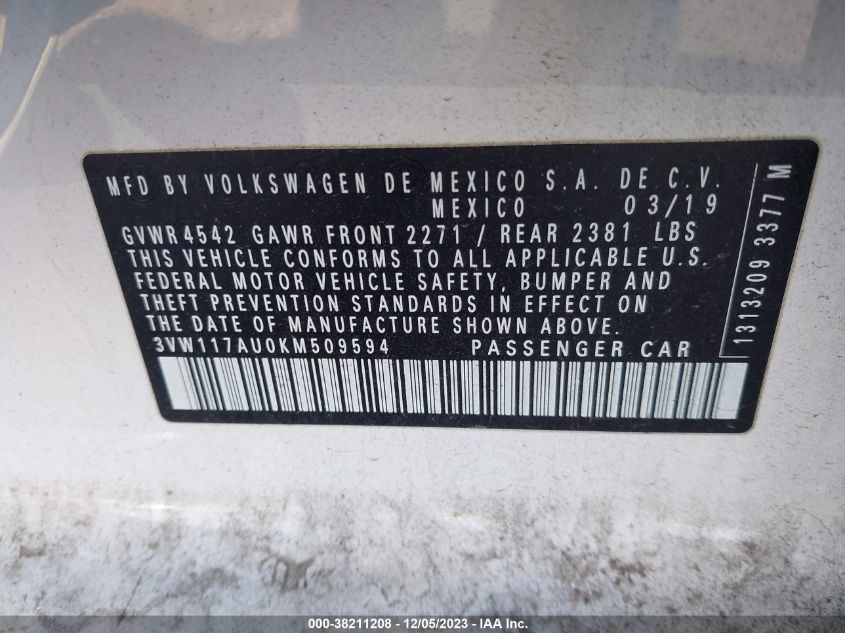 MFD BY VOLKSWAGEN DE MEXICO S.A. DE C.V.
MEXICO 03/19
GVWR 4542 GAWR FRONT 2271 / REAR 2381 LBS
THIS VEHICLE CONFORMS TO ALL APPLICABLE U.S.
FEDERAL MOTOR VEHICLE SAFETY, BUMPER AND
THEFT PREVENTION STANDARDS IN EFFECT ON
THE DATE OF MANUFACTURE SHOWN ABOVE.
3VW117AU0KM509594 PASSENGER CAR
1313209 3377 M
000-38211208 - 12/05/2023 - IAA Inc.